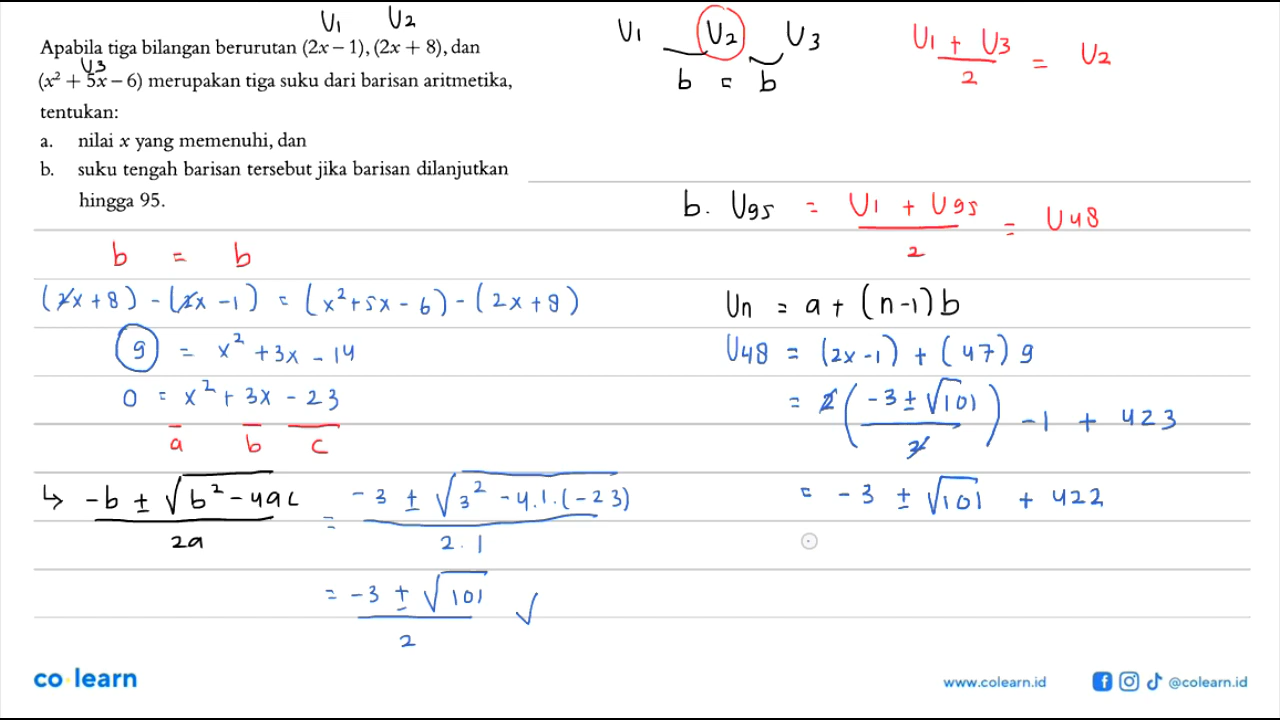 U1 U2
Apabila tiga bilangan berurutan (2x – 1), (2x + 8), dan
U3
(x² + 5x – 6) merupakan tiga suku dari barisan aritmetika,
tentukan:
a. nilai x yang memenuhi, dan
b. suku tengah barisan tersebut jika barisan dilanjutkan
hingga 95.
U1 U2 U3
b = b
(U1 + U3)/2 = U2
b = b
(2x + 8) - (2x - 1) = (x² + 5x - 6) - (2x + 8)
9 = x² + 3x - 14
0 = x² + 3x - 23
a b c
↳ (-b ± √(b² - 4ac))/2a = (-3 ± √(3² - 4.1.(-23)))/2.1
= (-3 ± √101)/2 √
b. U95 = (U1 + U95)/2 = U48
Un = a + (n-1)b
U48 = (2x - 1) + (47) 9
= 2((-3 ± √101)/2) - 1 + 423
= -3 ± √101 + 422
co learn
www.colearn.id
@colearn.id